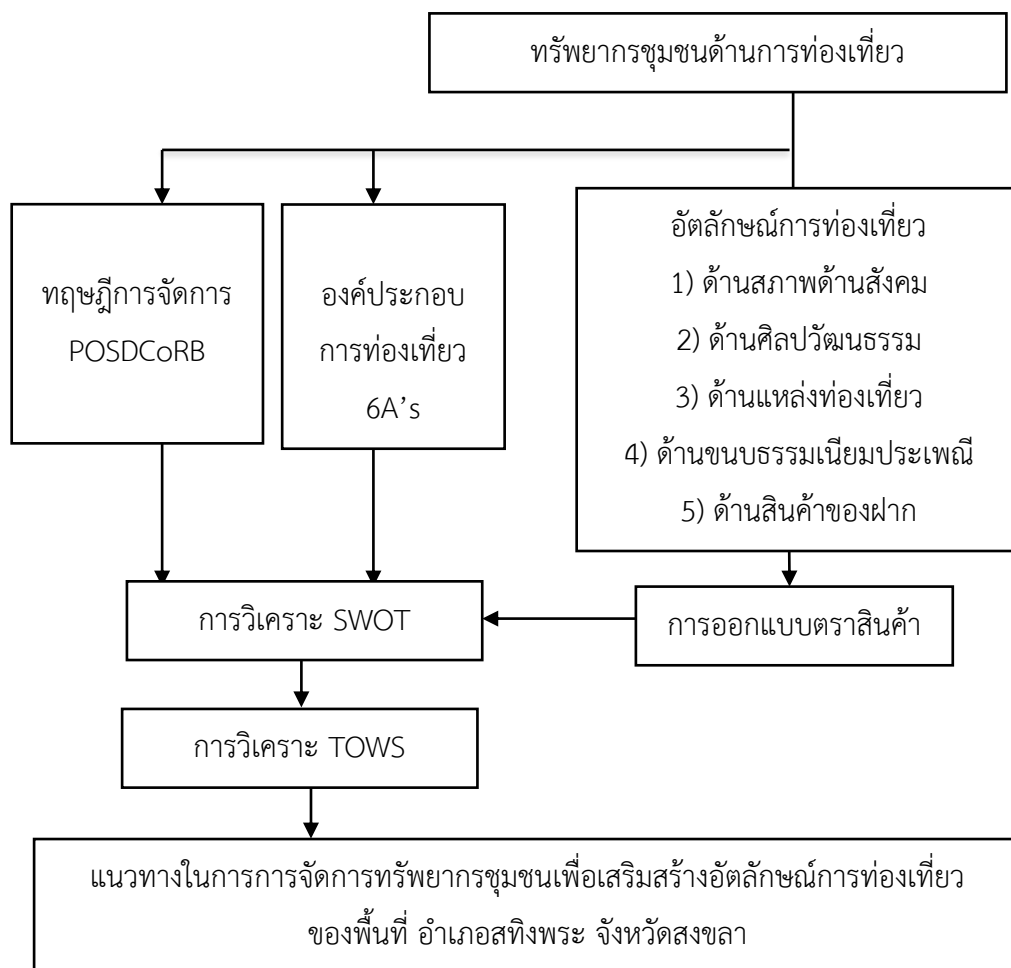 ทรัพยากรชุมชนด้านการท่องเที่ยว
ทฤษฎีการจัดการ
POSDCoRB
องค์ประกอบ
การท่องเที่ยว
6A’s
อัตลักษณ์การท่องเที่ยว
1) ด้านสภาพด้านสังคม
2) ด้านศิลปวัฒนธรรม
3) ด้านแหล่งท่องเที่ยว
4) ด้านขนบธรรมเนียมประเพณี
5) ด้านสินค้าของฝาก
การวิเคราะ SWOT
การออกแบบตราสินค้า
การวิเคราะ TOWS
แนวทางในการการจัดการทรัพยากรชุมชนเพื่อเสริมสร้างอัตลักษณ์การท่องเที่ยว
ของพื้นที่ อำเภอสทิงพระ จังหวัดสงขลา